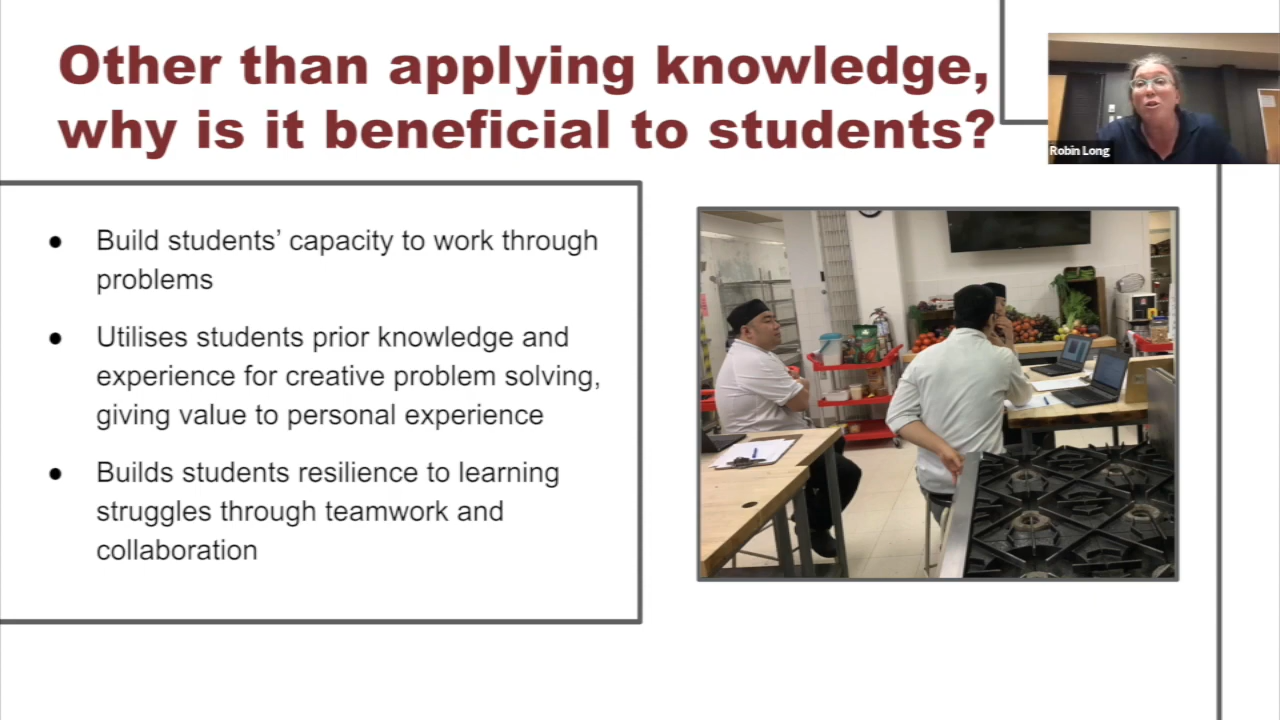 Other than applying knowledge,
why is it beneficial to students?
Robin Long
● Build students’ capacity to work through
problems
● Utilises students prior knowledge and
experience for creative problem solving,
giving value to personal experience
● Builds students resilience to learning
struggles through teamwork and
collaboration